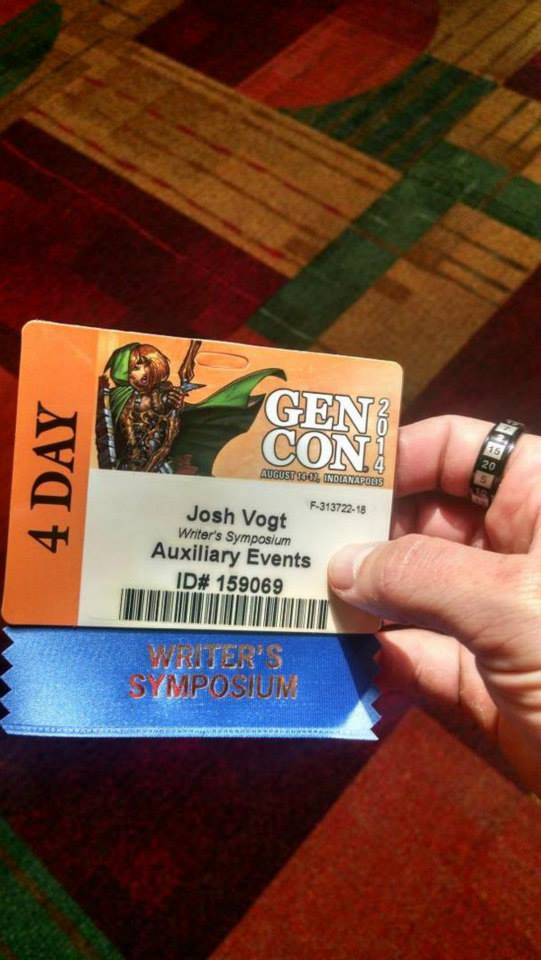 4 DAY
GEN
CON
2014
AUGUST 14-17, INDIANAPOLIS
F-313722-18
Josh Vogt
Writer's Symposium
Auxiliary Events
ID# 159069
WRITER'S
SYMPOSIUM
15
20
5